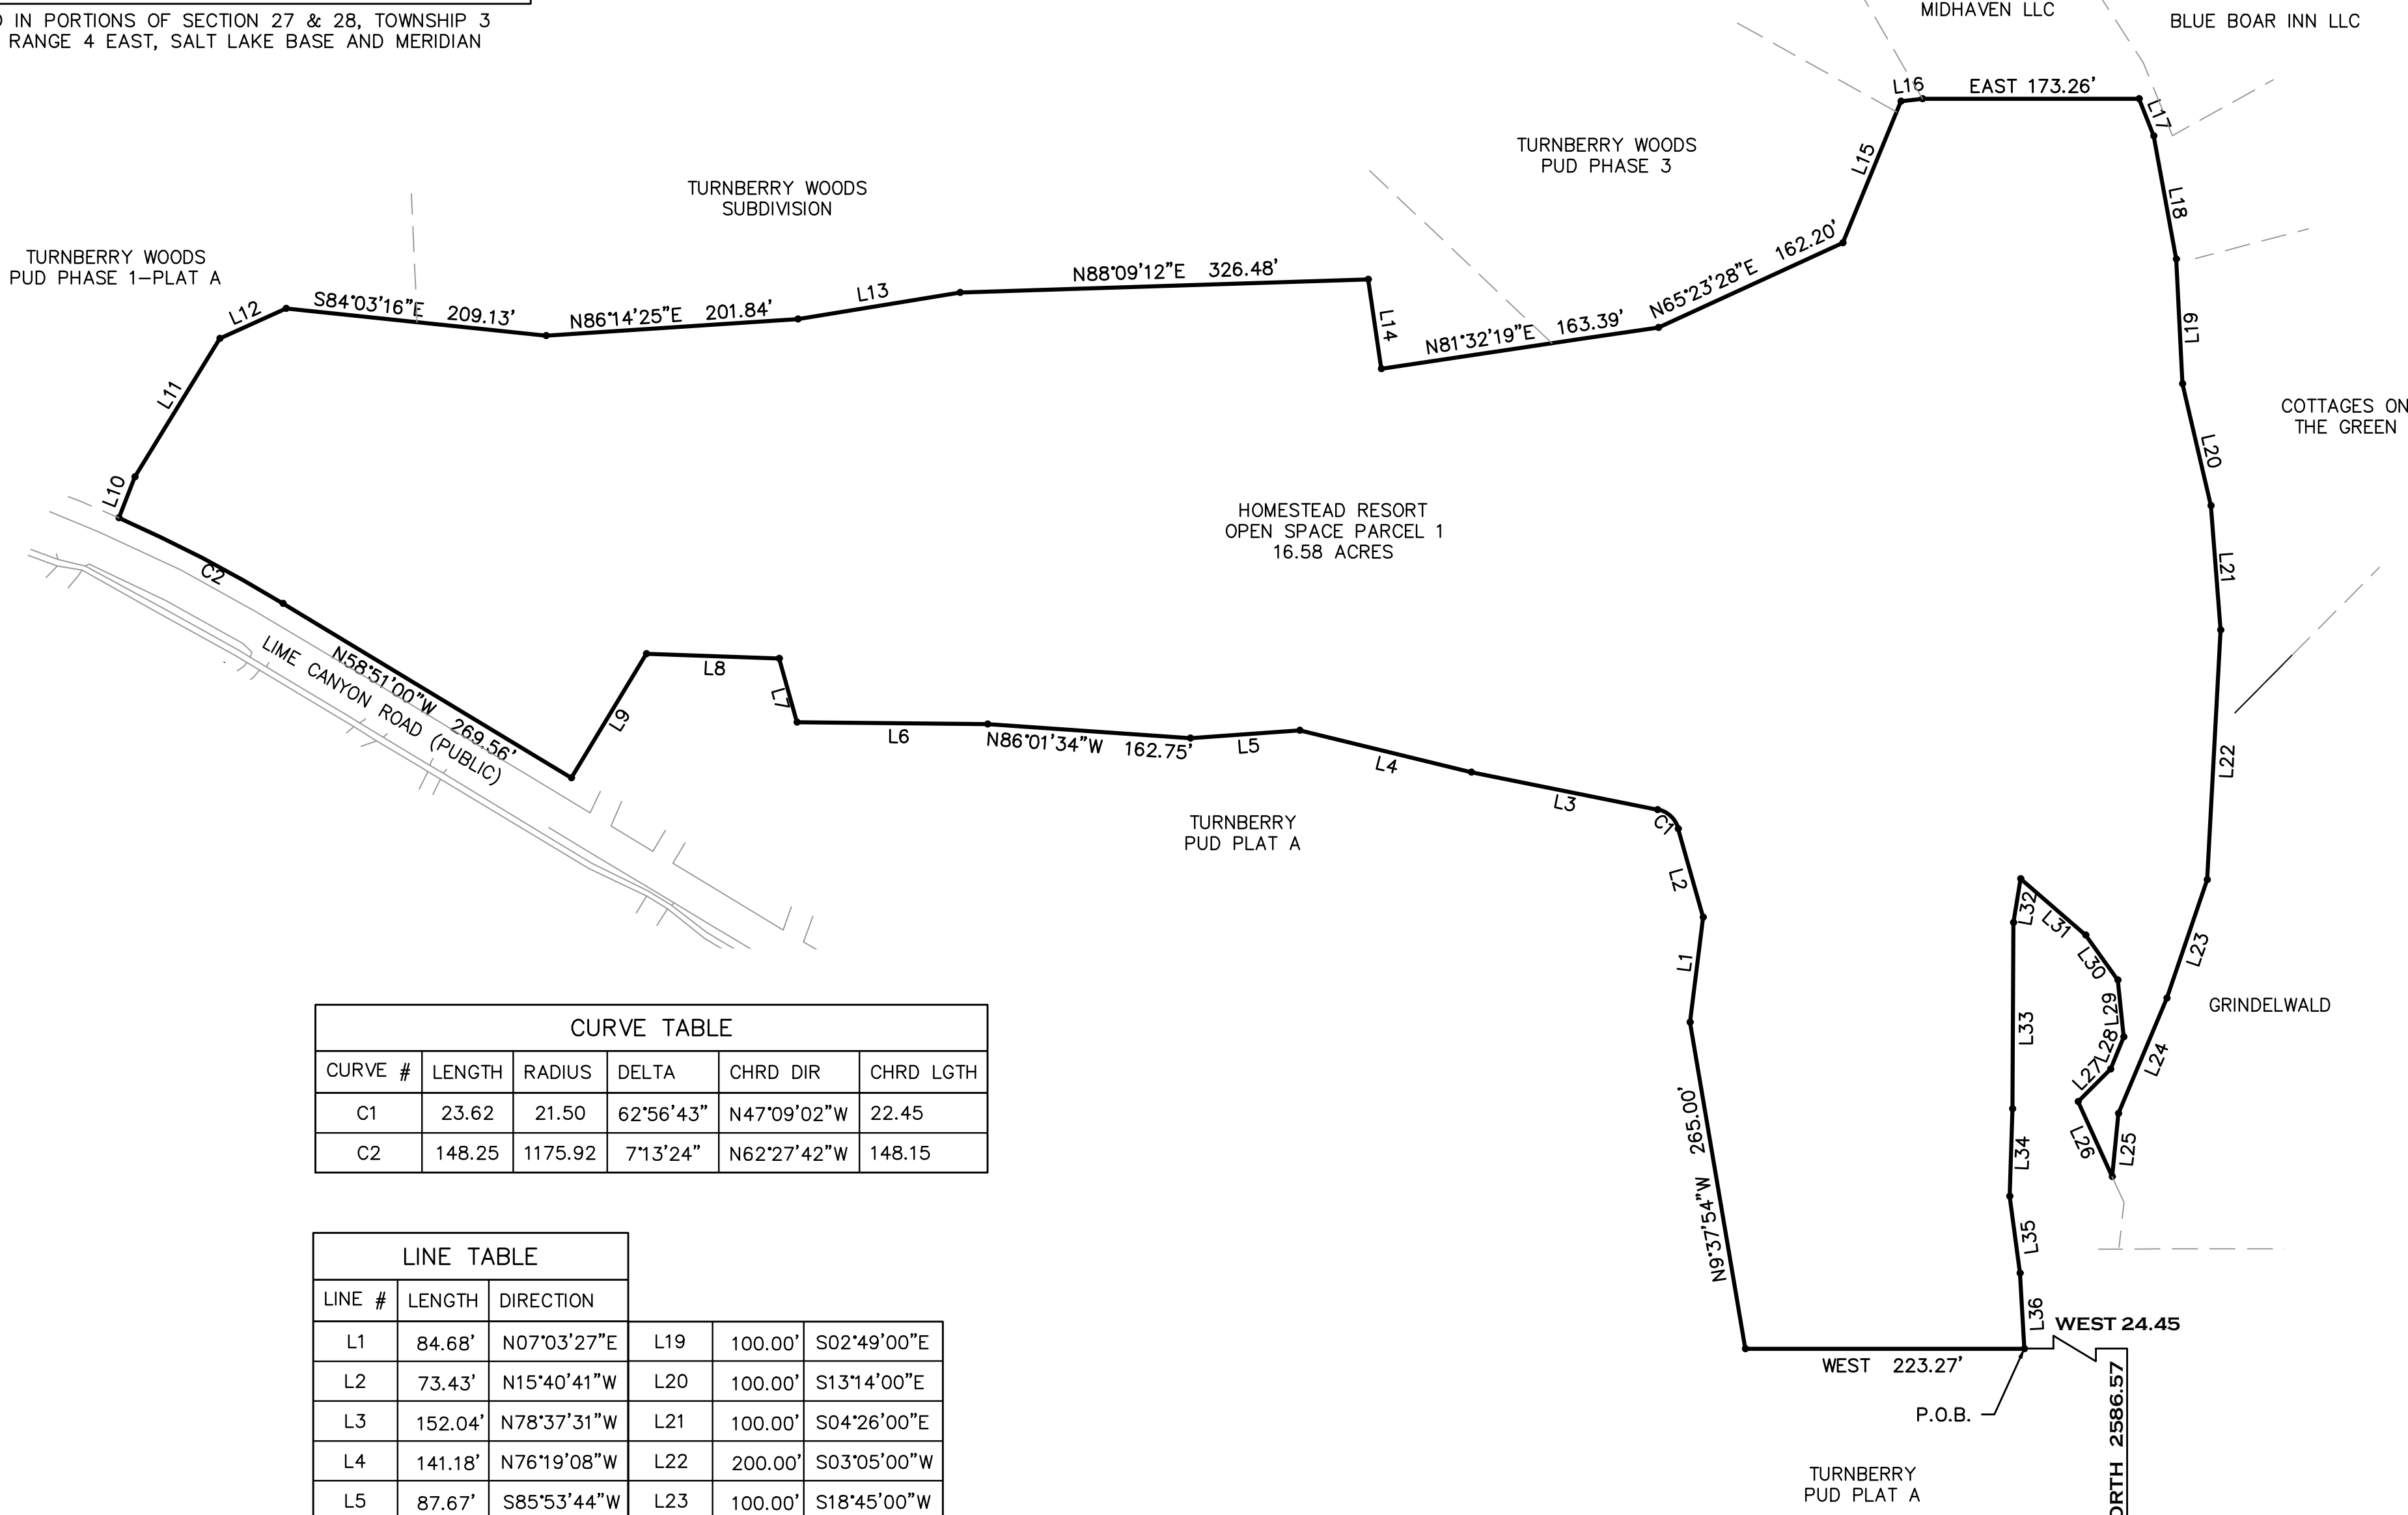 IN PORTIONS OF SECTION 27 & 28, TOWNSHIP 3
RANGE 4 EAST, SALT LAKE BASE AND MERIDIAN
MIDHAVEN LLC
BLUE BOAR INN LLC
L16
EAST 173.26’
L17
TURNBERRY WOODS
PUD PHASE 3
L15
TURNBERRY WOODS
SUBDIVISION
L18
TURNBERRY WOODS
PUD PHASE 1–PLAT A
L12
S84°03’16”E 209.13’
N86°14’25”E 201.84’
L13
N88°09’12”E 326.48’
L14
N81°32’19”E 163.39’
N65°23’28”E 162.20’
L19
L11
COTTAGES ON
THE GREEN
L20
L10
HOMESTEAD RESORT
OPEN SPACE PARCEL 1
16.58 ACRES
C2
L21
N58°51’00”W 269.56’
LIME CANYON ROAD (PUBLIC)
L9
L8
L7
L6
N86°01’34”W 162.75’
L5
L4
L3
C1
L22
TURNBERRY
PUD PLAT A
L2
L1
L32
L31
L30
L23
L29
GRINDELWALD
L33
L28
L27
L24
L26
L25
L34
L35
L36
N9°37’54”W 265.00’
WEST 24.45
WEST 223.27’
P.O.B.
2586.57
TURNBERRY
PUD PLAT A
CURVE TABLE
CURVE # LENGTH RADIUS DELTA CHRD DIR CHRD LGTH
C1 23.62 21.50 62°56’43” N47°09’02”W 22.45
C2 148.25 1175.92 7°13’24” N62°27’42”W 148.15
LINE TABLE
LINE # LENGTH DIRECTION
L1 84.68’ N07°03’27”E L19 100.00’ S02°49’00”E
L2 73.43’ N15°40’41”W L20 100.00’ S13°14’00”E
L3 152.04’ N78°37’31”W L21 100.00’ S04°26’00”E
L4 141.18’ N76°19’08”W L22 200.00’ S03°05’00”W
L5 87.67’ S85°53’44”W L23 100.00’ S18°45’00”W